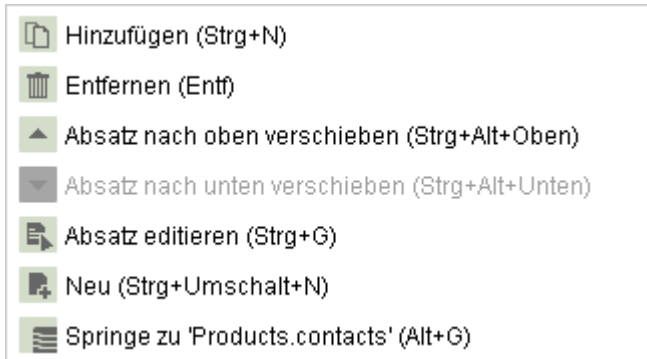 Hinzufügen (Strg+N)
Entfernen (Entf)
Absatz nach oben verschieben (Strg+Alt+Oben)
Absatz nach unten verschieben (Strg+Alt+Unten)
Absatz editieren (Strg+G)
Neu (Strg+Umschalt+N)
Springe zu 'Products.contacts' (Alt+G)